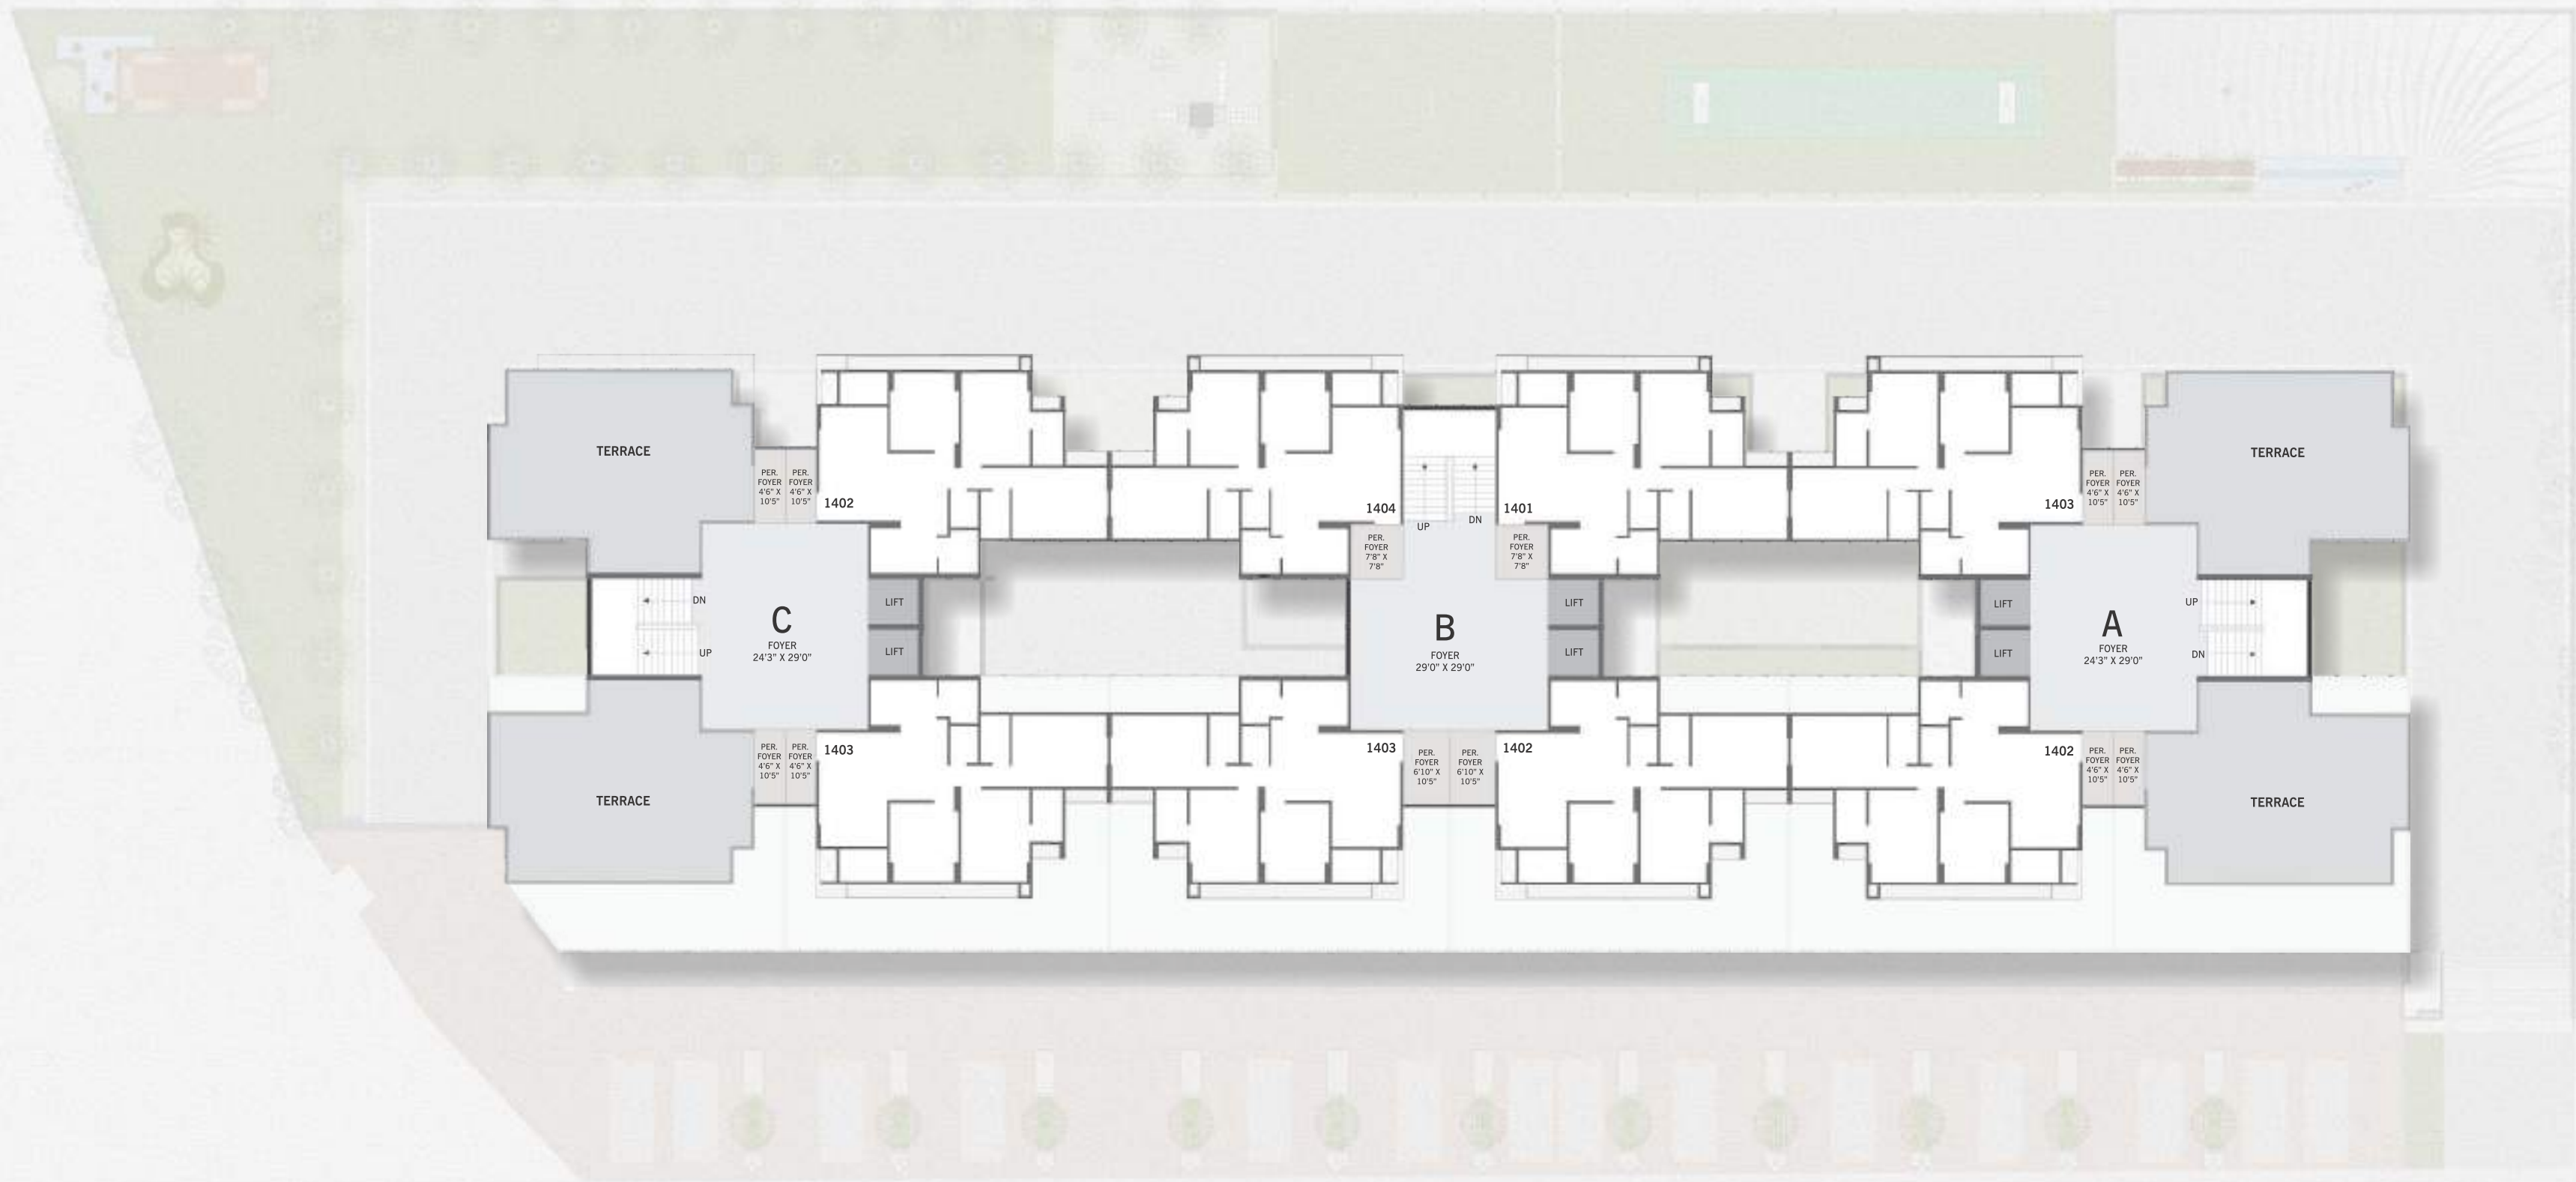 TERRACE
PER.
FOYER
4'6" X
10'5"
PER.
FOYER
4'6" X
10'5"
1402
1404
UP
DN
1401
PER.
FOYER
7'8" X
7'8"
PER.
FOYER
7'8" X
7'8"
1403
PER.
FOYER
4'6" X
10'5"
PER.
FOYER
4'6" X
10'5"
TERRACE
DN
UP
C
FOYER
24'3" X 29'0"
LIFT
LIFT
B
FOYER
29'0" X 29'0"
LIFT
LIFT
LIFT
LIFT
A
FOYER
24'3" X 29'0"
UP
DN
TERRACE
PER.
FOYER
4'6" X
10'5"
PER.
FOYER
4'6" X
10'5"
1403
1403
PER.
FOYER
6'10" X
10'5"
PER.
FOYER
6'10" X
10'5"
1402
1402
PER.
FOYER
4'6" X
10'5"
PER.
FOYER
4'6" X
10'5"
TERRACE